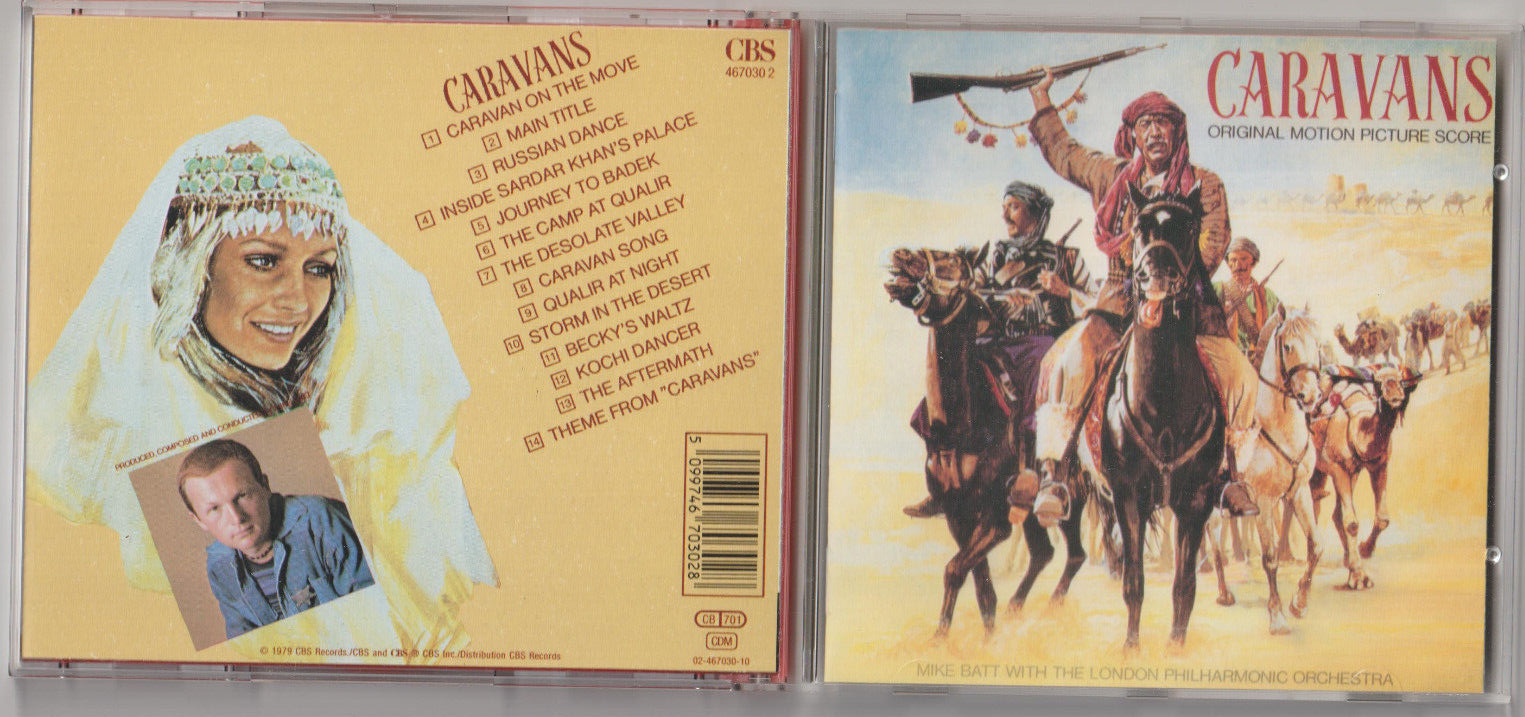 CARAVANS
1 CARAVAN ON THE MOVE
2 MAIN TITLE
3 RUSSIAN DANCE
4 INSIDE SARDAR KHAN'S PALACE
5 JOURNEY TO BADEK
6 THE CAMP AT QUALIR
7 THE DESOLATE VALLEY
8 CARAVAN SONG
9 QUALIR AT NIGHT
10 STORM IN THE DESERT
11 BECKY'S WALTZ
12 KOCHI DANCER
13 THE AFTERMATH
14 THEME FROM "CARAVANS"
CBS
467030 2
PRODUCED, COMPOSED AND
5 099746 703028
CB 701
CDM
02-467030-10
© 1979 CBS Records./CBS and CBS ® CBS Inc./Distribution CBS Records
CARAVANS
ORIGINAL MOTION PICTURE SCORE
MIKE BATT WITH THE LONDON PHILHARMONIC ORCHESTRA